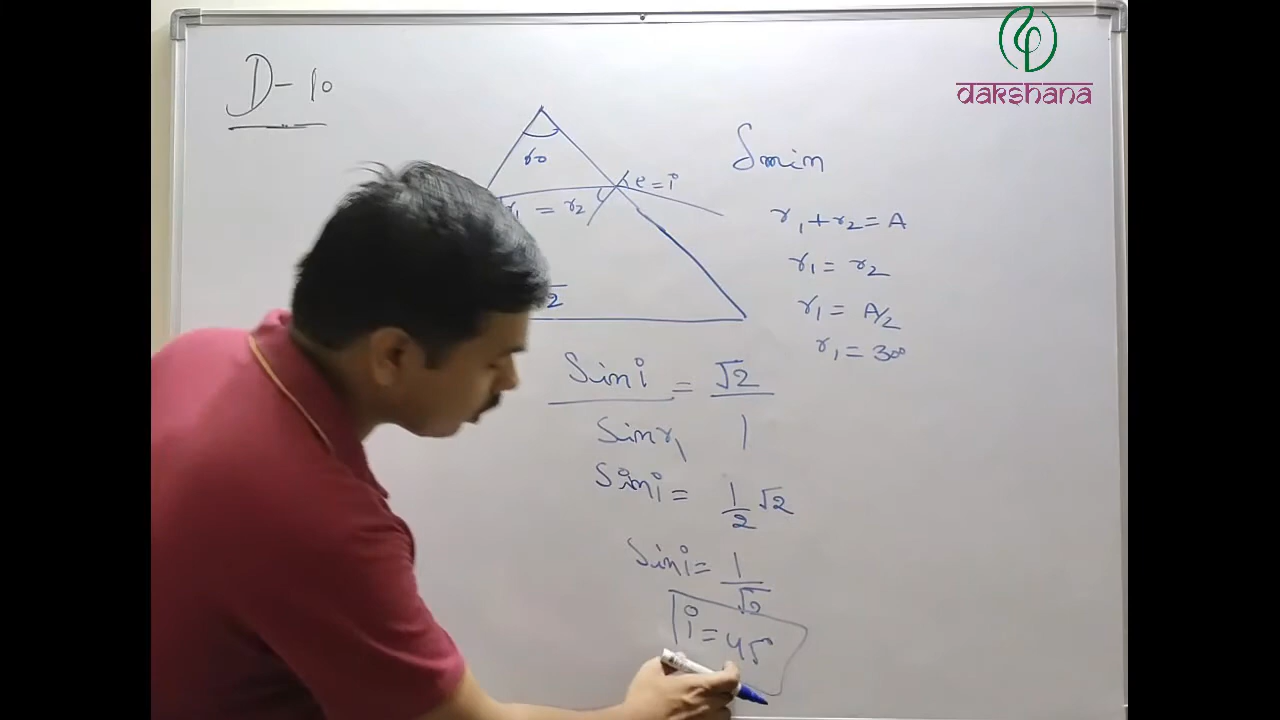 dakshana
D-10
60
δmin
e=i
r₁ = r₂
r₁+r₂=A
r₁= r₂
r₁= A/2
r₁=30°
2
Sin i = √2
Sin r₁ 1
Sin i = 1/2 √2
Sin i = 1/√2
i = 45